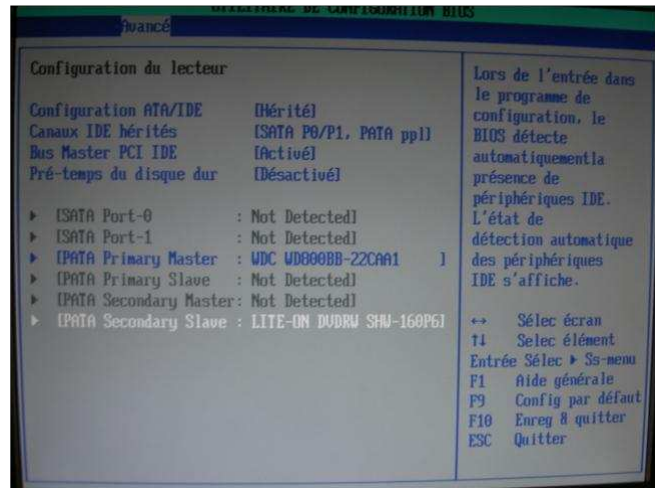 UTILITAIRE DE CONFIGURATION BIOS
Avancé
Configuration du lecteur
Configuration ATA/IDE [Hérité]
Canaux IDE hérités [SATA P0/P1, PATA pp]]
Bus Master PCI IDE [Activé]
Pré-temps du disque dur [Désactivé]
[SATA Port-0 : Not Detected]
[SATA Port-1 : Not Detected]
[PATA Primary Master : WDC WD800BB-22CAA1 ]
[PATA Primary Slave : Not Detected]
[PATA Secondary Master: Not Detected]
[PATA Secondary Slave : LITE-ON DVDRW SHW-160P6]
Lors de l'entrée dans
le programme de
configuration, le
BIOS détecte
automatiquementla
présence de
périphériques IDE.
L'état de
détection automatique
des périphériques
IDE s'affiche.
↔ Sélec écran
↑↓ Selec élément
Entrée Sélec ▶ Ss-menu
F1 Aide générale
F9 Config par défaut
F10 Enreg & quitter
ESC Quitter